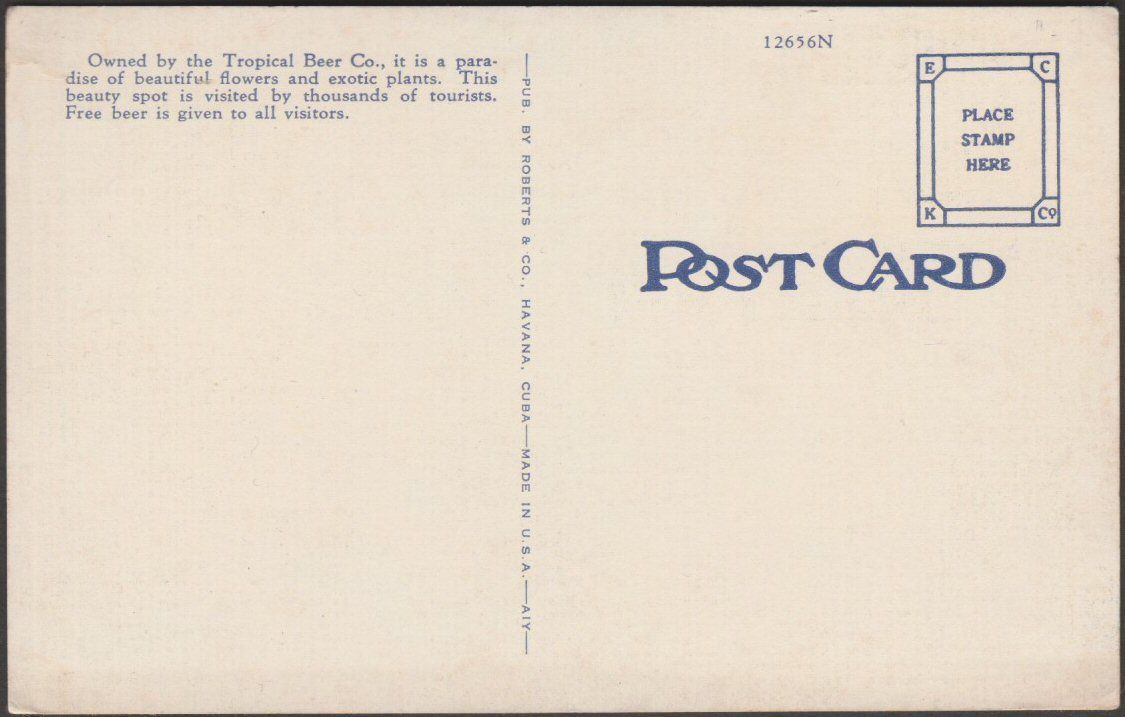 Owned by the Tropical Beer Co., it is a para-
dise of beautiful flowers and exotic plants. This
beauty spot is visited by thousands of tourists.
Free beer is given to all visitors.
—PUB. BY ROBERTS & CO., HAVANA, CUBA—MADE IN U.S.A.—AIY—
12656N
E C
PLACE
STAMP
HERE
K Co
POST CARD